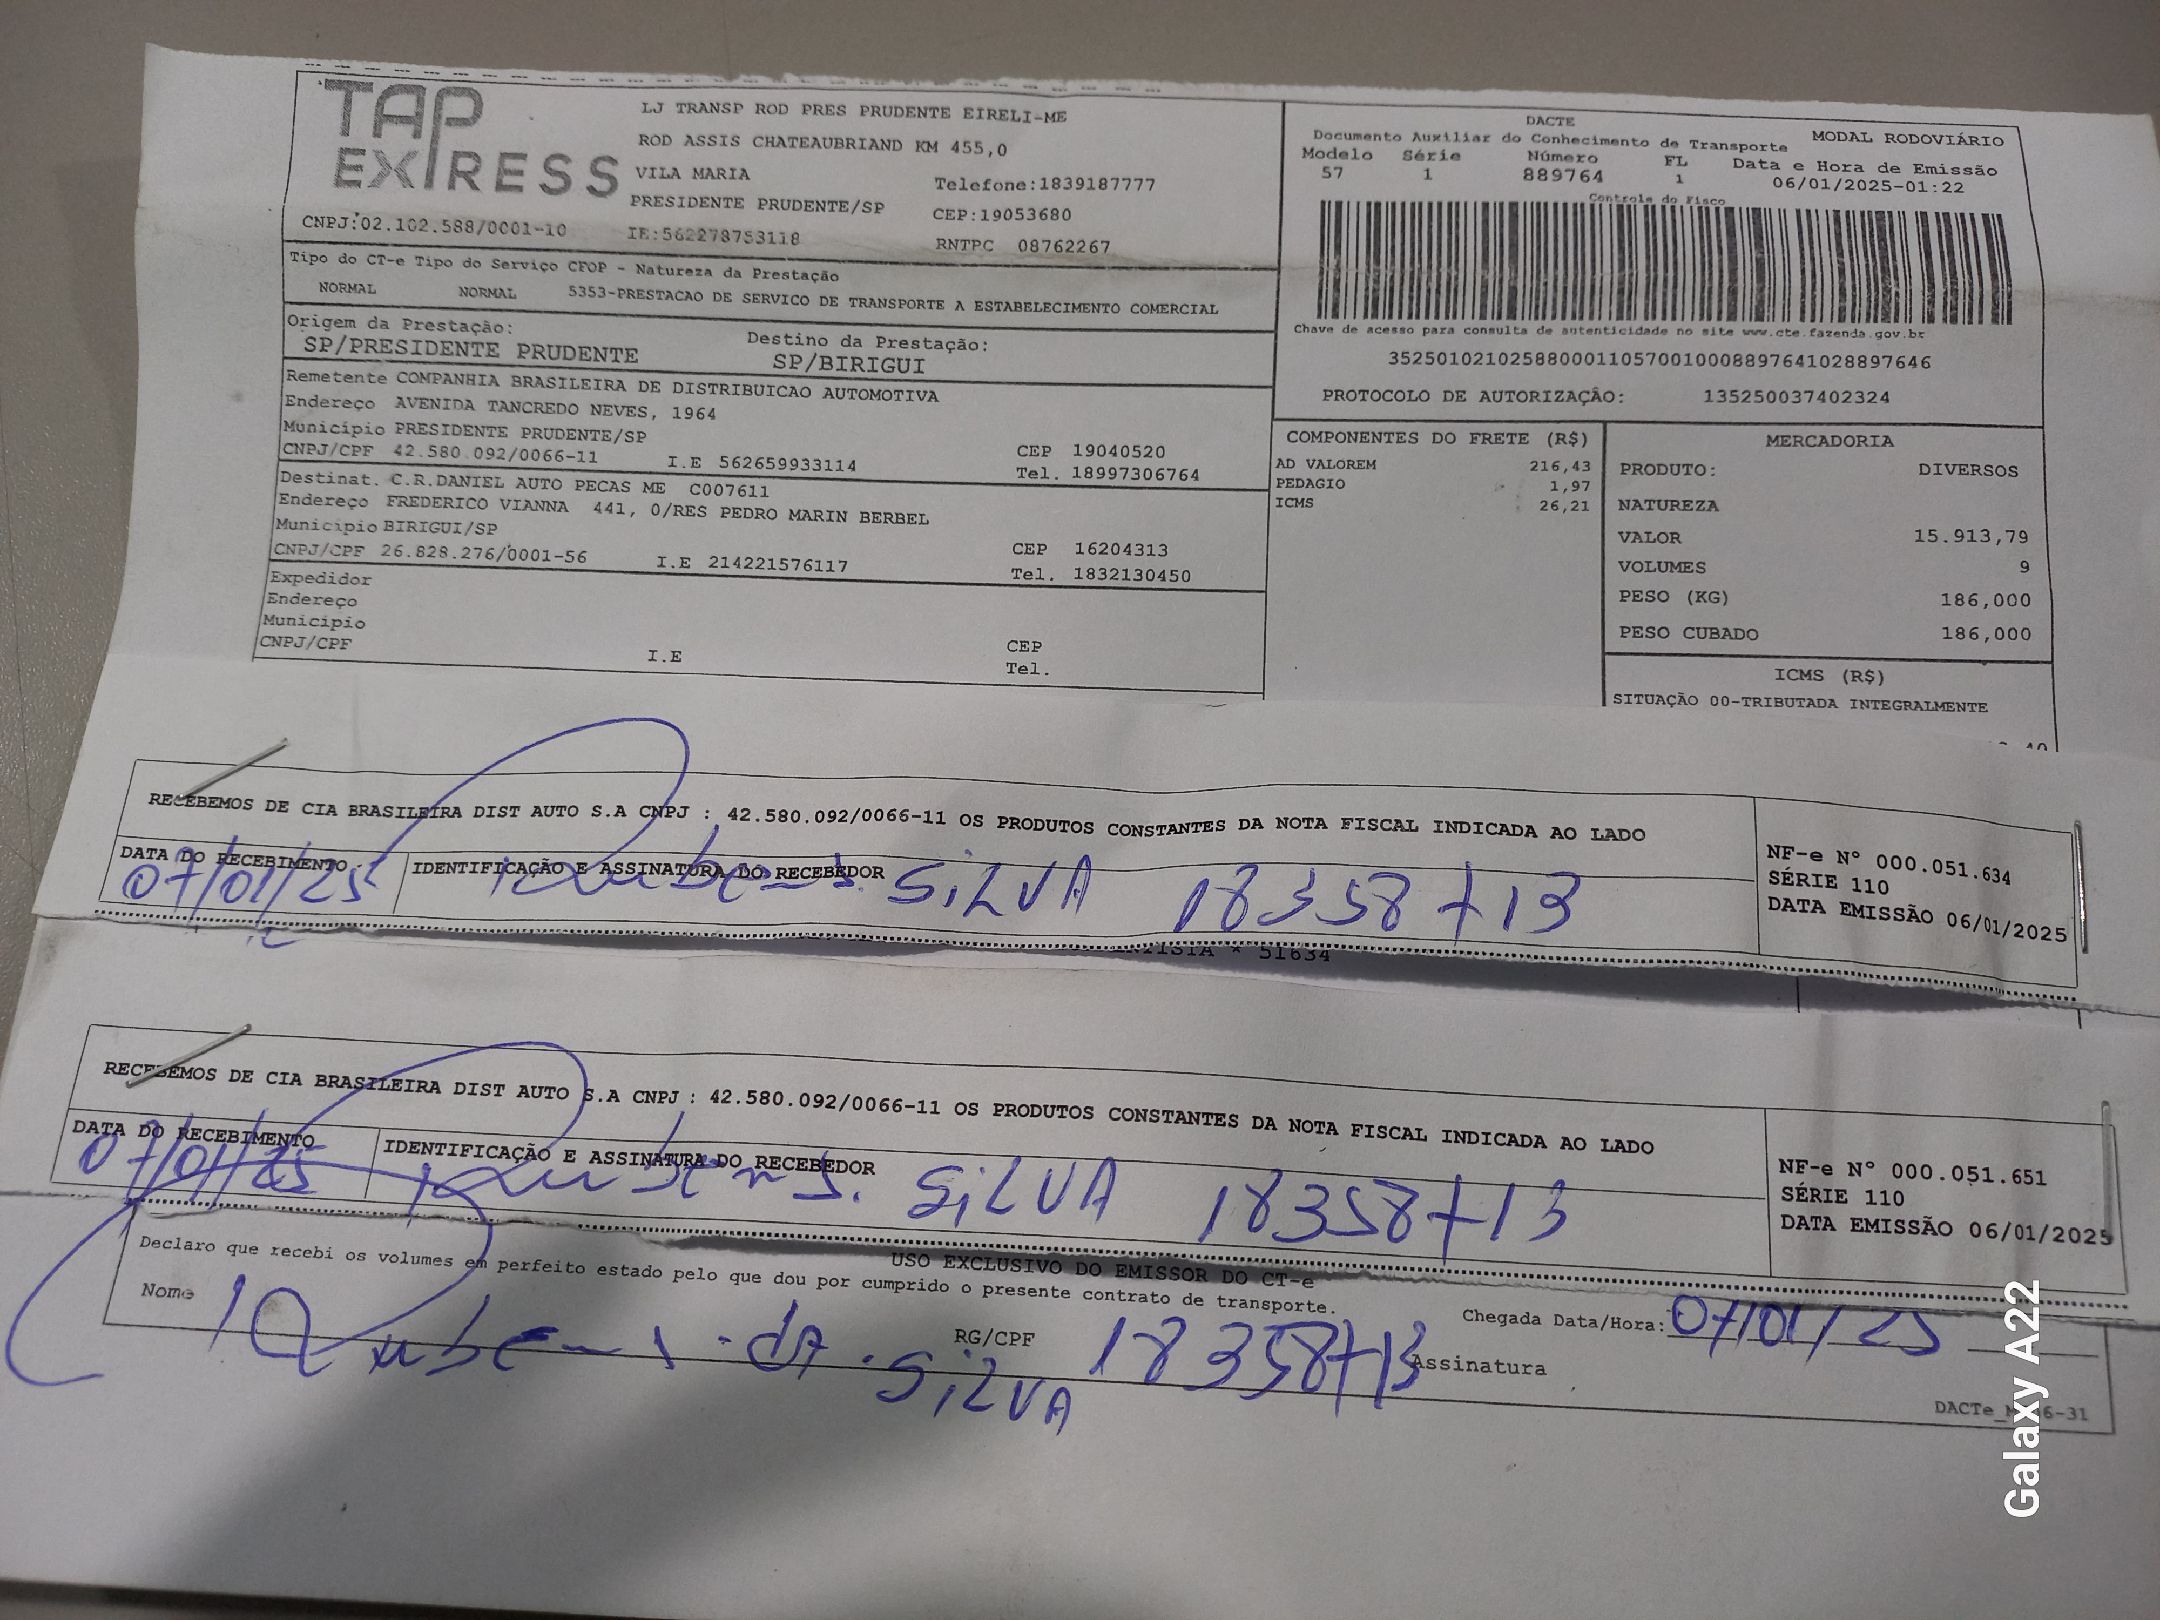 TAP EXPRESS
LJ TRANSP ROD PRES PRUDENTE EIRELI-ME
ROD ASSIS CHATEAUBRIAND KM 455,0
VILA MARIA
Telefone:1839187777
PRESIDENTE PRUDENTE/SP
CEP:19053680
CNPJ:02.102.588/0001-10 IE:562278753118 RNTPC 08762267
DACTE
Documento Auxiliar do Conhecimento de Transporte MODAL RODOVIÁRIO
Modelo Série Número FL Data e Hora de Emissão
57 1 889764 1 06/01/2025-01:22
Controle do Fisco
Chave de acesso para consulta de autenticidade no site www.cte.fazenda.gov.br
35250102102588000110570010008897641028897646
PROTOCOLO DE AUTORIZAÇÂO: 135250037402324
Tipo do CT-e Tipo do Serviço CFOP - Natureza da Prestação
NORMAL NORMAL 5353-PRESTACAO DE SERVICO DE TRANSPORTE A ESTABELECIMENTO COMERCIAL
Origem da Prestação: Destino da Prestação:
SP/PRESIDENTE PRUDENTE SP/BIRIGUI
Remetente COMPANHIA BRASILEIRA DE DISTRIBUICAO AUTOMOTIVA
Endereço AVENIDA TANCREDO NEVES, 1964
Município PRESIDENTE PRUDENTE/SP CEP 19040520
CNPJ/CPF 42.580.092/0066-11 I.E 562659933114 Tel. 18997306764
Destinat. C.R.DANIEL AUTO PECAS ME C007611
Endereço FREDERICO VIANNA 441, 0/RES PEDRO MARIN BERBEL
Município BIRIGUI/SP CEP 16204313
CNPJ/CPF 26.828.276/0001-56 I.E 214221576117 Tel. 1832130450
Expedidor
Endereço
Municipio
CNPJ/CPF I.E CEP
Tel.
COMPONENTES DO FRETE (R$)
AD VALOREM 216,43
PEDAGIO 1,97
ICMS 26,21
MERCADORIA
PRODUTO: DIVERSOS
NATUREZA
VALOR 15.913,79
VOLUMES 9
PESO (KG) 186,000
PESO CUBADO 186,000
ICMS (R$)
SITUAÇÃO 00-TRIBUTADA INTEGRALMENTE
RECEBEMOS DE CIA BRASILEIRA DIST AUTO S.A CNPJ : 42.580.092/0066-11 OS PRODUTOS CONSTANTES DA NOTA FISCAL INDICADA AO LADO
DATA DO RECEBIMENTO IDENTIFICAÇÃO E ASSINATURA DO RECEBEDOR
07/01/25 Rubens. SILVA 18358713
NF-e N° 000.051.634
SÉRIE 110
DATA EMISSÃO 06/01/2025
* 51634
RECEBEMOS DE CIA BRASILEIRA DIST AUTO S.A CNPJ : 42.580.092/0066-11 OS PRODUTOS CONSTANTES DA NOTA FISCAL INDICADA AO LADO
DATA DO RECEBIMENTO IDENTIFICAÇÃO E ASSINATURA DO RECEBEDOR
07/01/25 Rubens. SILVA 18358713
NF-e N° 000.051.651
SÉRIE 110
DATA EMISSÃO 06/01/2025
USO EXCLUSIVO DO EMISSOR DO CT-e
Declaro que recebi os volumes em perfeito estado pelo que dou por cumprido o presente contrato de transporte.
Nome Rubens da Silva RG/CPF 18358713 Chegada Data/Hora: 07/01/25
Assinatura
Galaxy A22